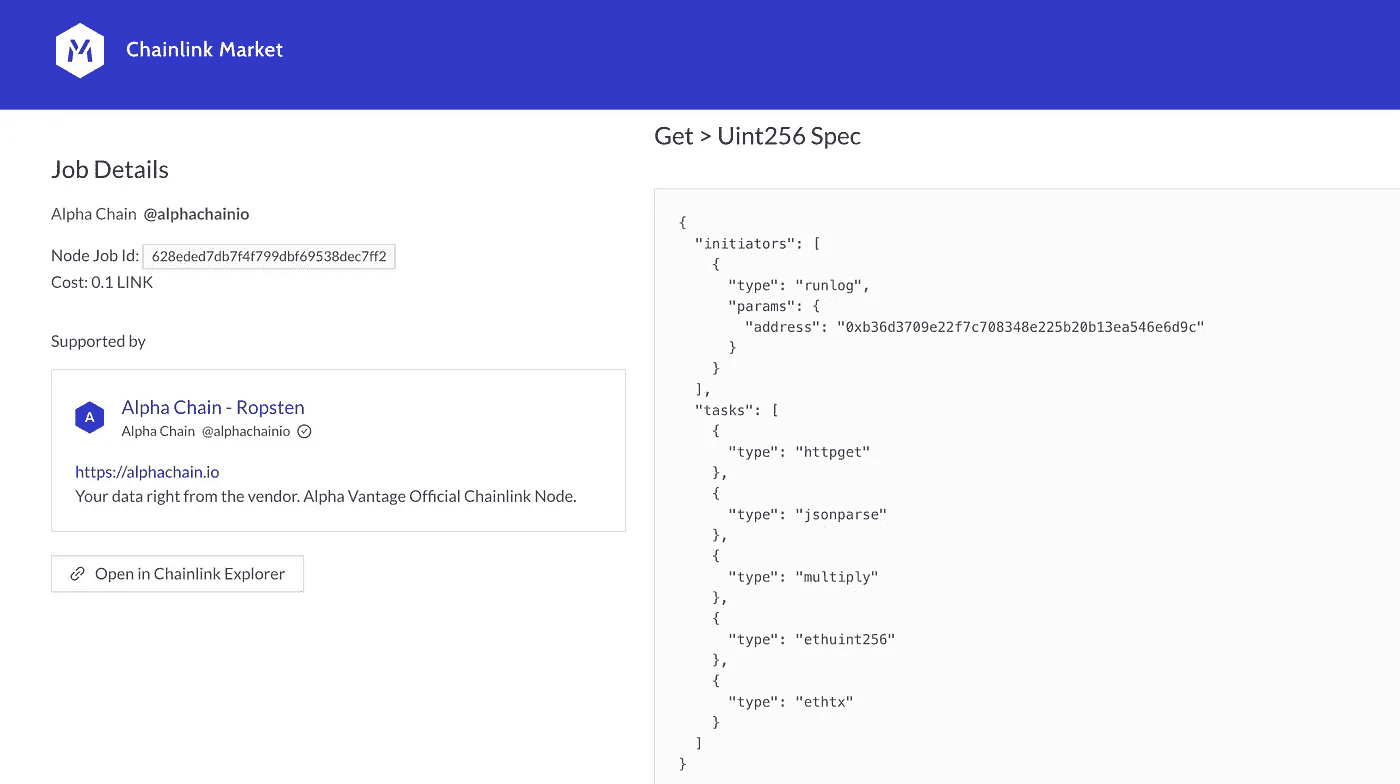 Chainlink Market
Job Details
Alpha Chain @alphachainio
Node Job Id: 628eded7db7f4f799dbf69538dec7ff2
Cost: 0.1 LINK
Supported by
A
Alpha Chain - Ropsten
Alpha Chain @alphachainio
https://alphachain.io
Your data right from the vendor. Alpha Vantage Official Chainlink Node.
Open in Chainlink Explorer
Get > Uint256 Spec
{
"initiators": [
{
"type": "runlog",
"params": {
"address": "0xb36d3709e22f7c708348e225b20b13ea546e6d9c"
}
}
],
"tasks": [
{
"type": "httpget"
},
{
"type": "jsonparse"
},
{
"type": "multiply"
},
{
"type": "ethuint256"
},
{
"type": "ethtx"
}
]
}